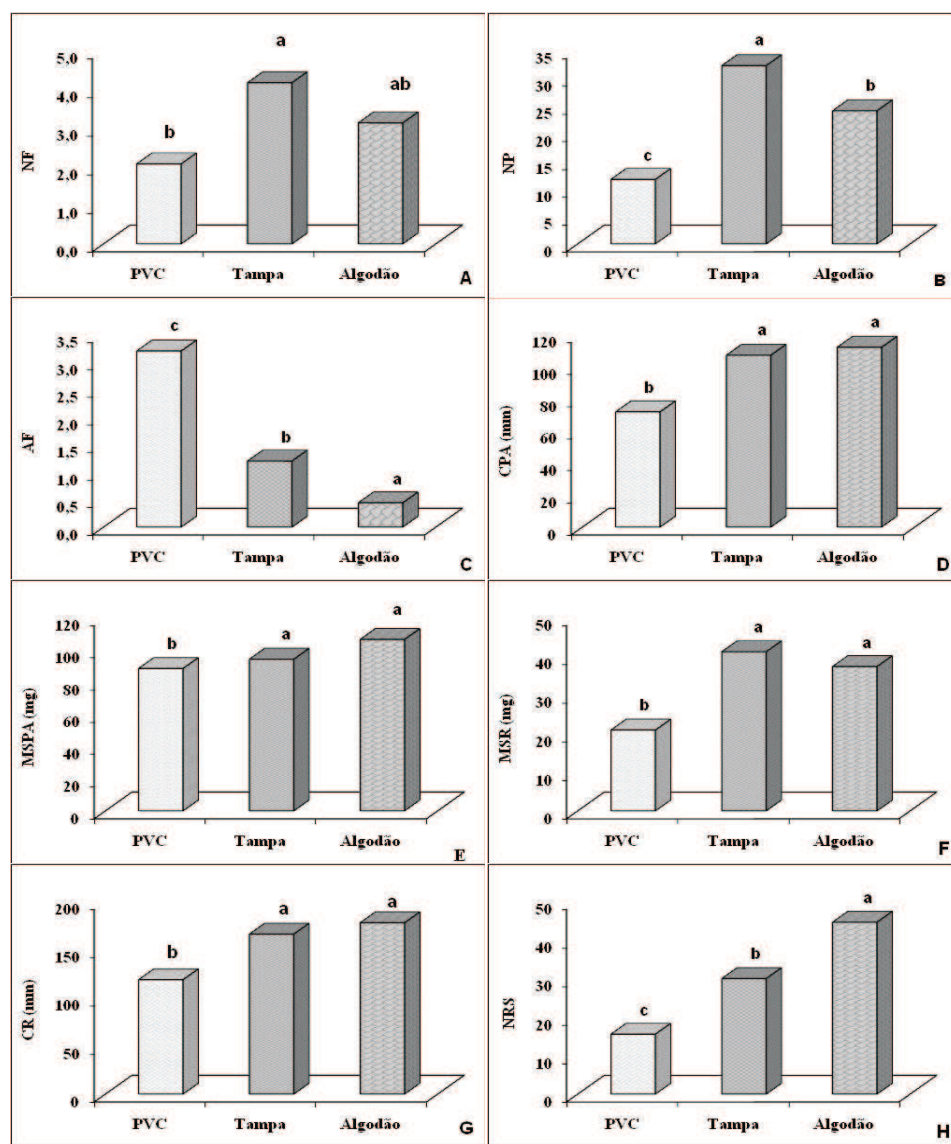 a
ab
b
5,0
4,0
3,0
2,0
1,0
0,0
NF
PVC Tampa Algodão
A
a
b
c
35
30
25
20
15
10
5
0
NP
PVC Tampa Algodão
B
c
b
a
3,5
3,0
2,5
2,0
1,5
1,0
0,5
0,0
AF
PVC Tampa Algodão
C
a
a
b
120
100
80
60
40
20
0
CPA (mm)
PVC Tampa Algodão
D
a
a
b
120
100
80
60
40
20
0
MSPA (mg)
PVC Tampa Algodão
E
a
a
b
50
40
30
20
10
0
MSR (mg)
PVC Tampa Algodão
F
a
a
b
200
150
100
50
0
CR (mm)
PVC Tampa Algodão
G
a
b
c
50
40
30
20
10
0
NRS
PVC Tampa Algodão
H